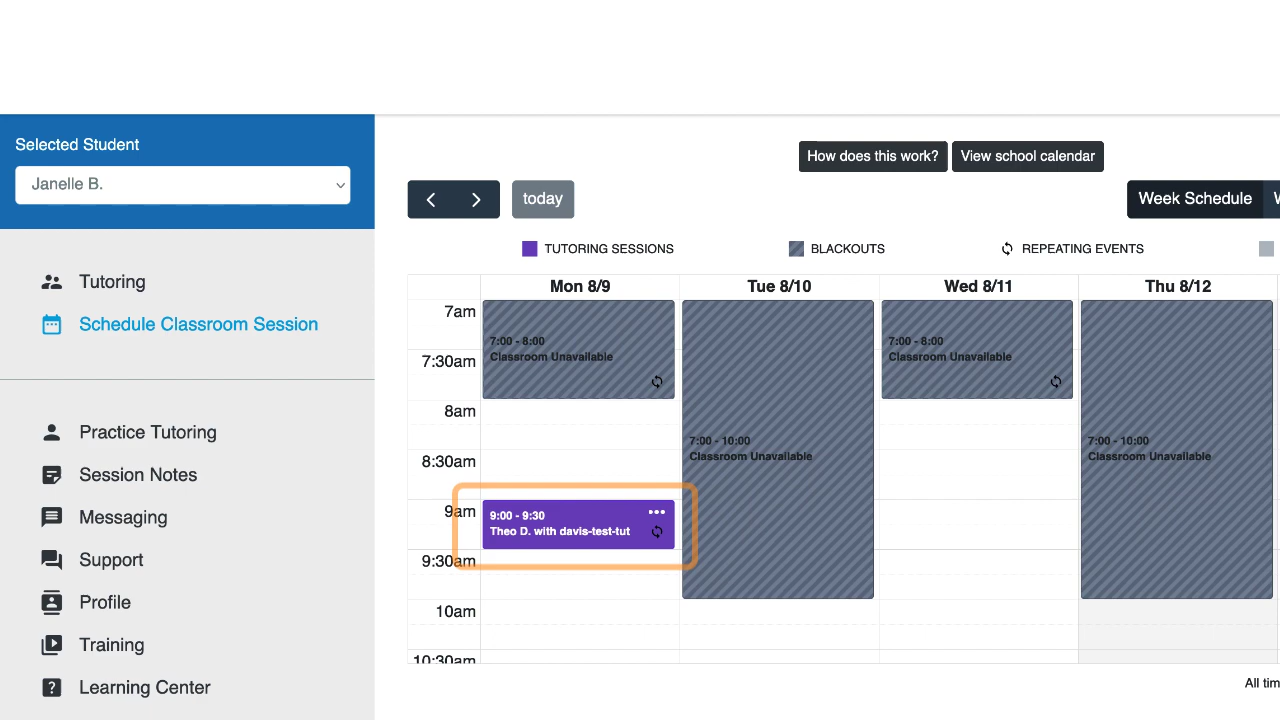 Selected Student
Janelle B.
Tutoring
Schedule Classroom Session
Practice Tutoring
Session Notes
Messaging
Support
Profile
Training
Learning Center
How does this work?
View school calendar
today
Week Schedule
TUTORING SESSIONS
BLACKOUTS
REPEATING EVENTS
Mon 8/9
Tue 8/10
Wed 8/11
Thu 8/12
7am
7:30am
8am
8:30am
9am
9:30am
10am
10:30am
7:00 - 8:00
Classroom Unavailable
9:00 - 9:30
Theo D. with davis-test-tut
7:00 - 10:00
Classroom Unavailable
7:00 - 8:00
Classroom Unavailable
7:00 - 10:00
Classroom Unavailable
All tim